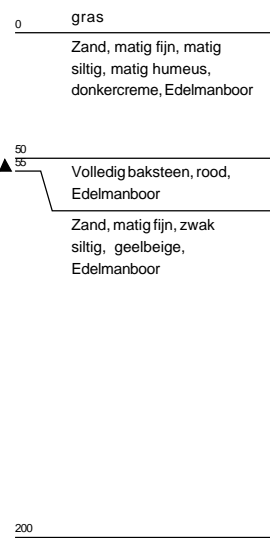 0 gras
Zand, matig fijn, matig
siltig, matig humeus,
donkercreme, Edelmanboor
50
55
Volledig baksteen, rood,
Edelmanboor
Zand, matig fijn, zwak
siltig, geelbeige,
Edelmanboor
200